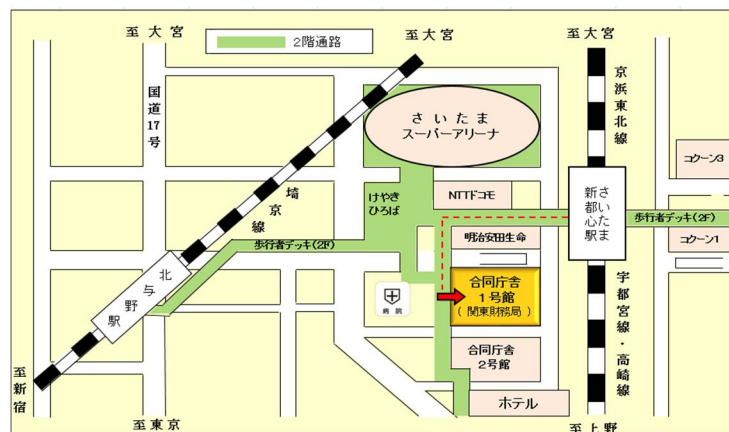 至大宮
2階通路
至大宮
至大宮
国道17号
京浜東北線
さいたま
スーパーアリーナ
コクーン3
埼京線
けやき
ひろば
NTTドコモ
さいたま
新都心駅
歩行者デッキ(2F)
歩行者デッキ(2F)
明治安田生命
コクーン1
北与野駅
病院
合同庁舎
1号館
(関東財務局)
宇都宮線・高崎線
合同庁舎
2号館
至新宿
ホテル
至東京
至上野